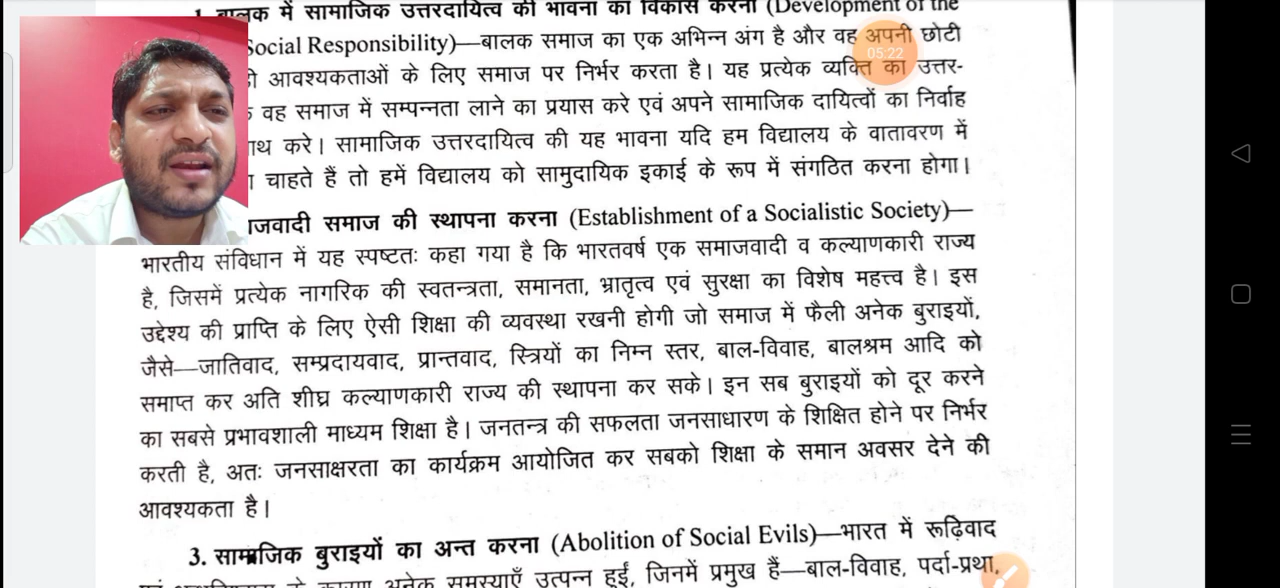 1. बालक में सामाजिक उत्तरदायित्व की भावना का विकास करना (Development of the
Social Responsibility)—बालक समाज का एक अभिन्न अंग है और वह अपनी छोटी
05:22
आवश्यकताओं के लिए समाज पर निर्भर करता है। यह प्रत्येक व्यक्ति का उत्तर-
वह समाज में सम्पन्नता लाने का प्रयास करे एवं अपने सामाजिक दायित्वों का निर्वाह
करे। सामाजिक उत्तरदायित्व की यह भावना यदि हम विद्यालय के वातावरण में
चाहते हैं तो हमें विद्यालय को सामुदायिक इकाई के रूप में संगठित करना होगा।
समाज की स्थापना करना (Establishment of a Socialistic Society)—
भारतीय संविधान में यह स्पष्टतः कहा गया है कि भारतवर्ष एक समाजवादी व कल्याणकारी राज्य
है, जिसमें प्रत्येक नागरिक की स्वतन्त्रता, समानता, भ्रातृत्व एवं सुरक्षा का विशेष महत्त्व है। इस
उद्देश्य की प्राप्ति के लिए ऐसी शिक्षा की व्यवस्था रखनी होगी जो समाज में फैली अनेक बुराइयों,
जैसे—जातिवाद, सम्प्रदायवाद, प्रान्तवाद, स्त्रियों का निम्न स्तर, बाल-विवाह, बालश्रम आदि को
समाप्त कर अति शीघ्र कल्याणकारी राज्य की स्थापना कर सके। इन सब बुराइयों को दूर करने
का सबसे प्रभावशाली माध्यम शिक्षा है। जनतन्त्र की सफलता जनसाधारण के शिक्षित होने पर निर्भर
करती है, अतः जनसाक्षरता का कार्यक्रम आयोजित कर सबको शिक्षा के समान अवसर देने की
आवश्यकता है।
3. सामाजिक बुराइयों का अन्त करना (Abolition of Social Evils)—भारत में रूढ़िवाद
कारण अनेक समस्याएँ उत्पन्न हुईं, जिनमें प्रमुख हैं—बाल-विवाह, पर्दा-प्रथा,